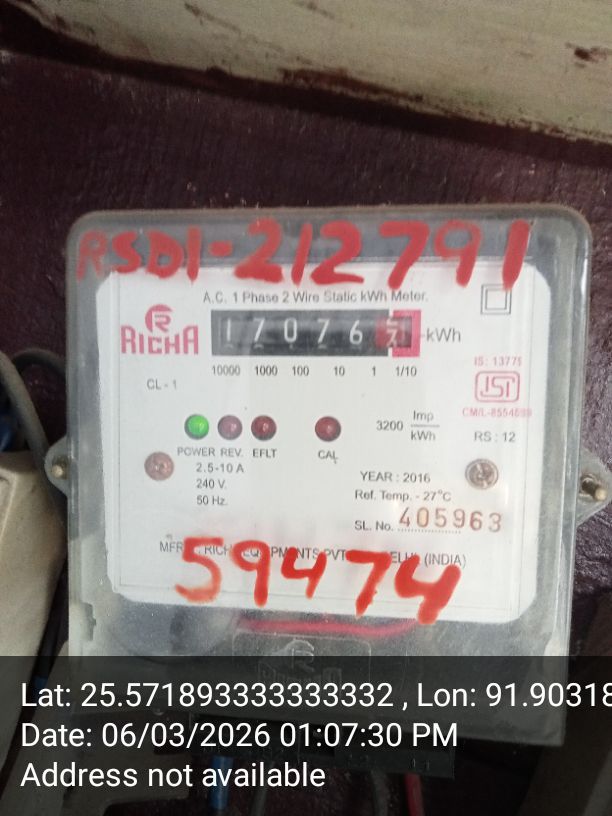 RSD1-212791
A.C. 1 Phase 2 Wire Static kWh Meter.
R
RICHA
17076 kWh
10000 1000 100 10 1 1/10
CL - 1
IS : 13771
ISI
CM/L-8554699
3200 Imp/kWh
RS : 12
POWER REV. EFLT CAL
2.5-10 A
240 V.
50 Hz.
YEAR : 2016
Ref. Temp. - 27°C
SL. No. 405963
(INDIA)
59474
Lat: 25.571893333333332 , Lon: 91.90318
Date: 06/03/2026 01:07:30 PM
Address not available